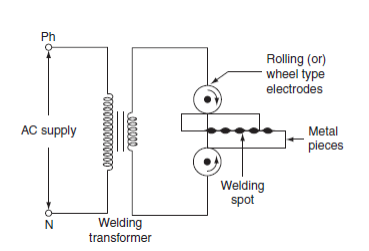 Ph
Rolling (or)
wheel type
electrodes
AC supply
Metal
pieces
Welding
spot
N
Welding
transformer